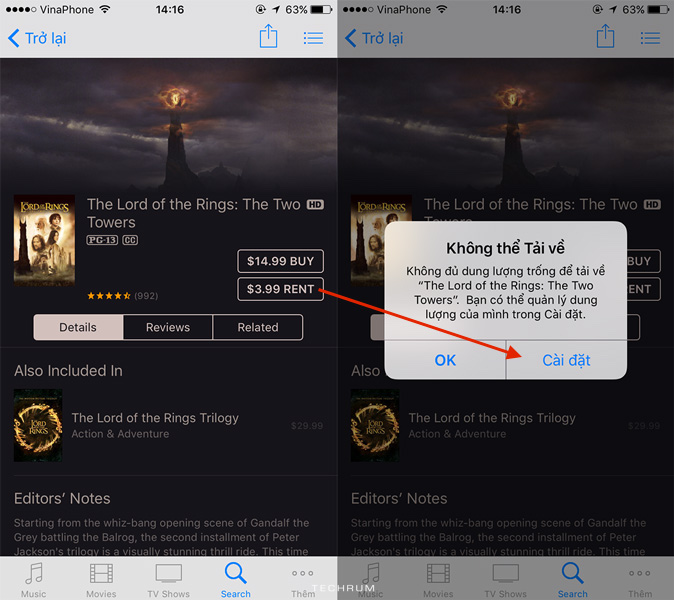 VinaPhone 14:16 63%
Trở lại
The Lord of the Rings: The Two HD
Towers
PG-13 CC
$14.99 BUY
$3.99 RENT
(992)
Details Reviews Related
Also Included In
The Lord of the Rings Trilogy
Action & Adventure
$29.99
Editors’ Notes
Starting from the whiz-bang opening scene of Gandalf the
Grey battling the Balrog, the second installment of Peter
Jackson's trilogy is a visually stunning thrill ride. This time
Music Movies TV Shows Search Thêm
VinaPhone 14:16 63%
Trở lại
The Lord of the Rings: The Two HD
Towers
BUY
RENT
Không thể Tải về
Không đủ dung lượng trống để tải về
“The Lord of the Rings: The Two
Towers”. Bạn có thể quản lý dung
lượng của mình trong Cài đặt.
OK Cài đặt
Also Included In
The Lord of the Rings Trilogy
Action & Adventure
$29.99
Editors’ Notes
Starting from the whiz-bang opening scene of Gandalf the
Grey battling the Balrog, the second installment of Peter
Jackson's trilogy is a visually stunning thrill ride. This time
Music Movies TV Shows Search Thêm
TECHRUM